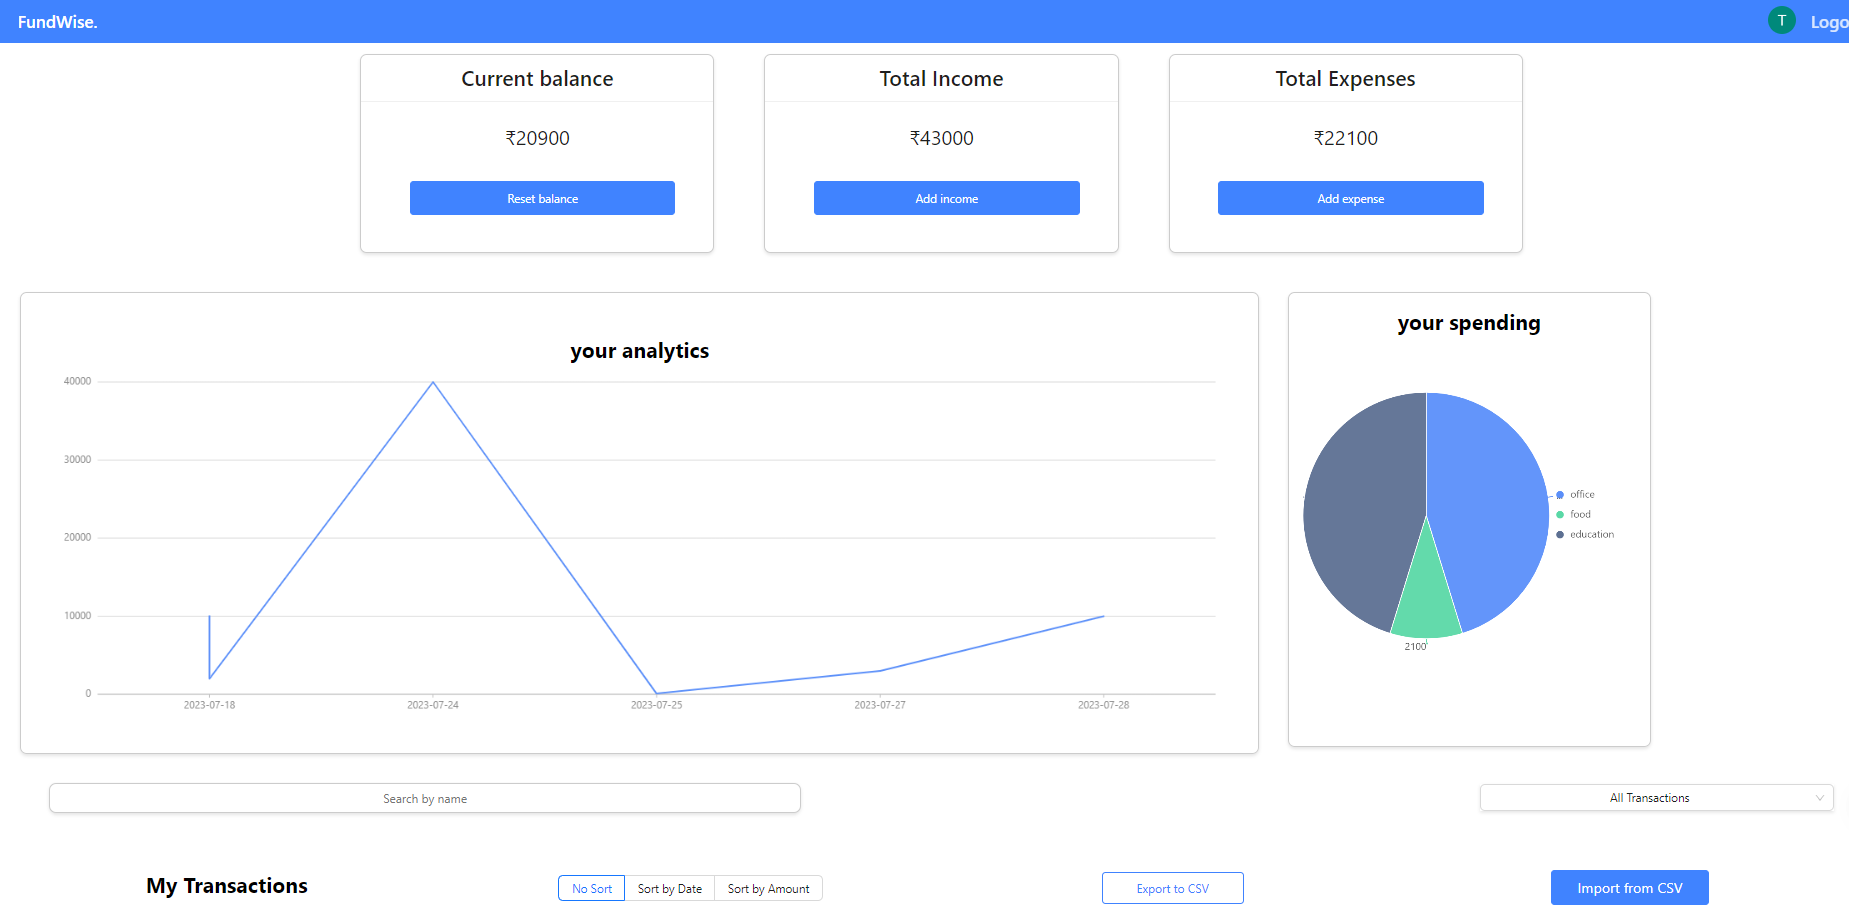 FundWise.
T
Logo
Current balance
₹20900
Reset balance
Total Income
₹43000
Add income
Total Expenses
₹22100
Add expense
your analytics
40000
30000
20000
10000
0
2023-07-18
2023-07-24
2023-07-25
2023-07-27
2023-07-28
your spending
office
food
education
2100
Search by name
All Transactions
My Transactions
No Sort
Sort by Date
Sort by Amount
Export to CSV
Import from CSV